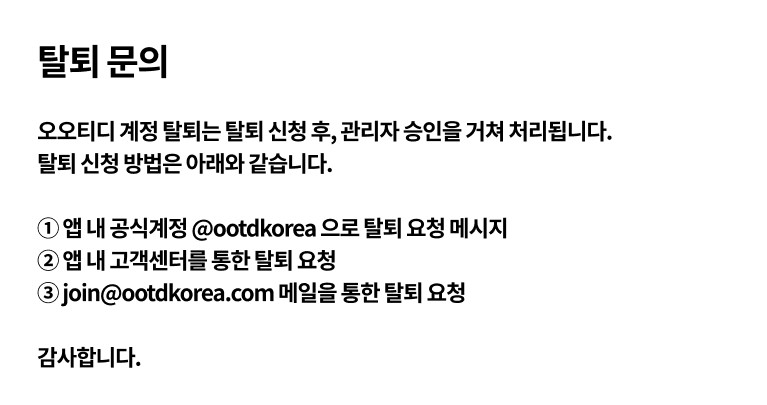 탈퇴 문의
오오티디 계정 탈퇴는 탈퇴 신청 후, 관리자 승인을 거쳐 처리됩니다.
탈퇴 신청 방법은 아래와 같습니다.
① 앱 내 공식계정 @ootdkorea 으로 탈퇴 요청 메시지
② 앱 내 고객센터를 통한 탈퇴 요청
③ join@ootdkorea.com 메일을 통한 탈퇴 요청
감사합니다.